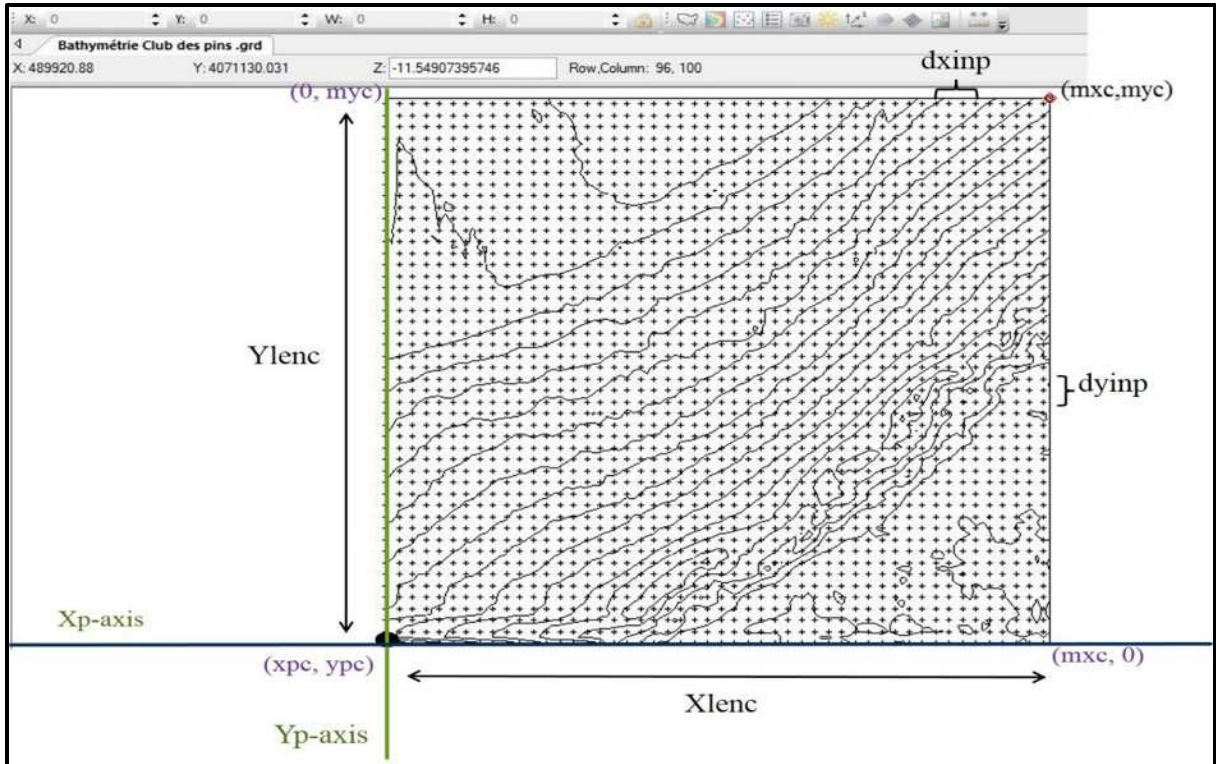 X: 0 Y: 0 W: 0 H: 0
Bathymétrie Club des pins .grd
X: 489920.88 Y: 4071130.031 Z: -11.54907395746 Row,Column: 96, 100
dxinp
(0, myc)
(mxc,myc)
Ylenc
dyinp
Xp-axis
(xpc, ypc)
(mxc, 0)
Xlenc
Yp-axis